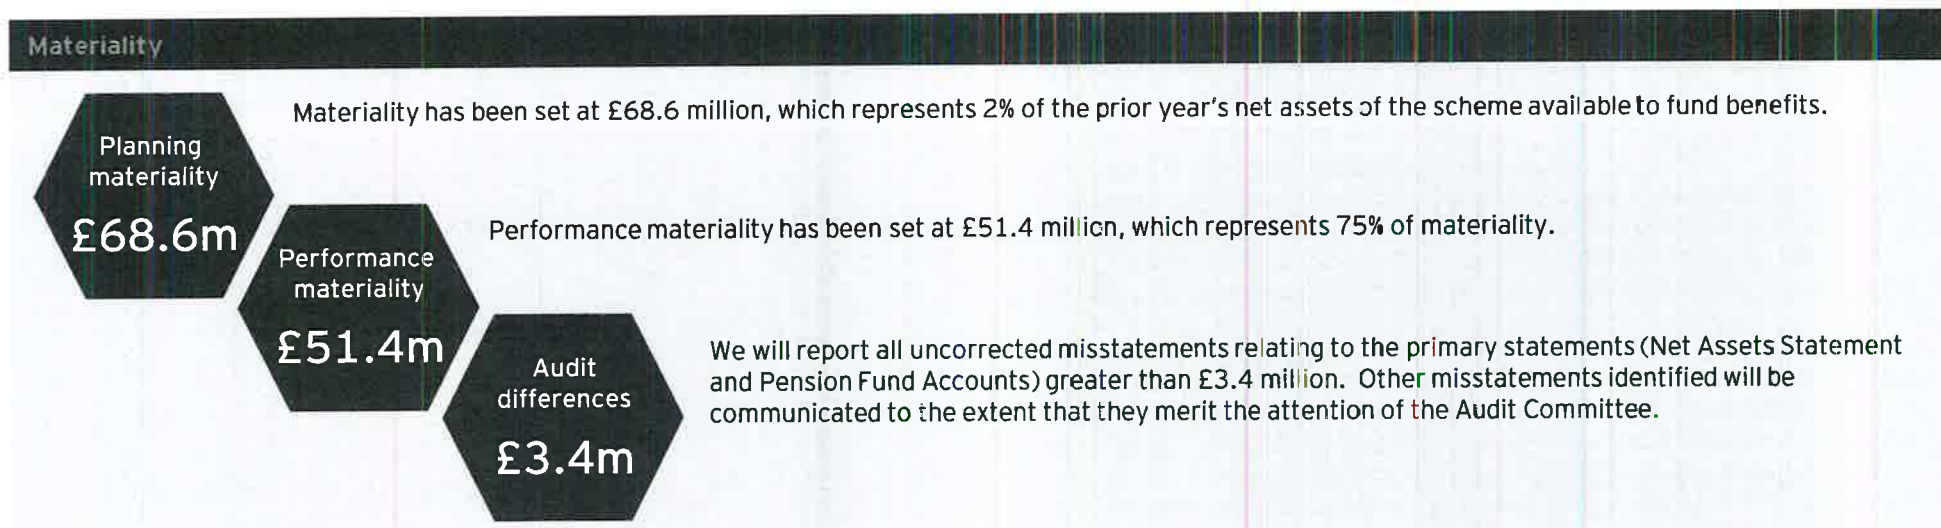 Materiality
Materiality has been set at £68.6 million, which represents 2% of the prior year's net assets of the scheme available to fund benefits.
Planning
materiality
£68.6m
Performance materiality has been set at £51.4 million, which represents 75% of materiality.
Performance
materiality
£51.4m
We will report all uncorrected misstatements relating to the primary statements (Net Assets Statement
and Pension Fund Accounts) greater than £3.4 million. Other misstatements identified will be
communicated to the extent that they merit the attention of the Audit Committee.
Audit
differences
£3.4m